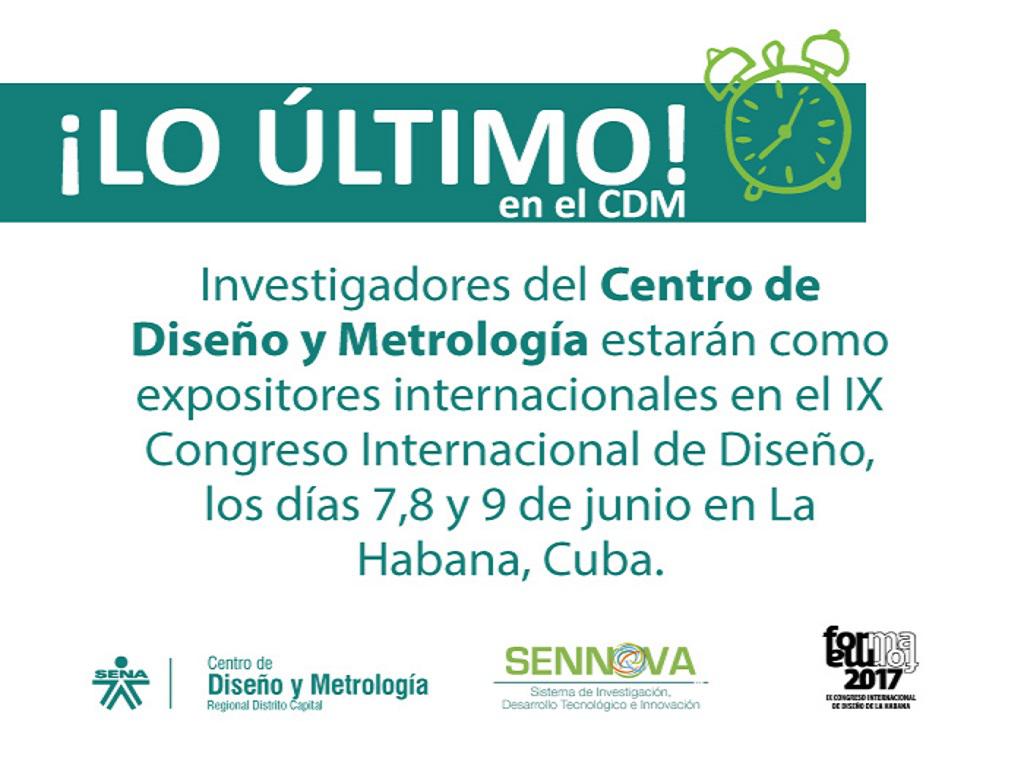 ¡LO ÚLTIMO!
en el CDM
Investigadores del Centro de
Diseño y Metrología estarán como
expositores internacionales en el IX
Congreso Internacional de Diseño,
los días 7,8 y 9 de junio en La
Habana, Cuba.
SENA
Centro de
Diseño y Metrología
Regional Distrito Capital
SENNOVA
Sistema de Investigación,
Desarrollo Tecnológico e Innovación
forma
2017
IX CONGRESO INTERNACIONAL
DE DISEÑO DE LA HABANA